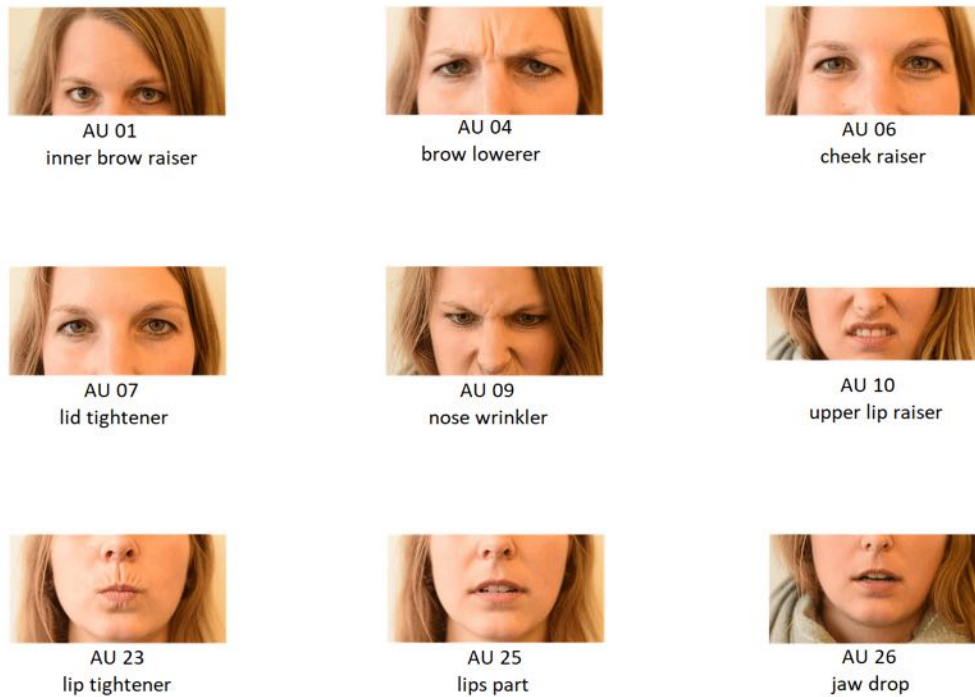 AU 01
inner brow raiser
AU 04
brow lowerer
AU 06
cheek raiser
AU 07
lid tightener
AU 09
nose wrinkler
AU 10
upper lip raiser
AU 23
lip tightener
AU 25
lips part
AU 26
jaw drop